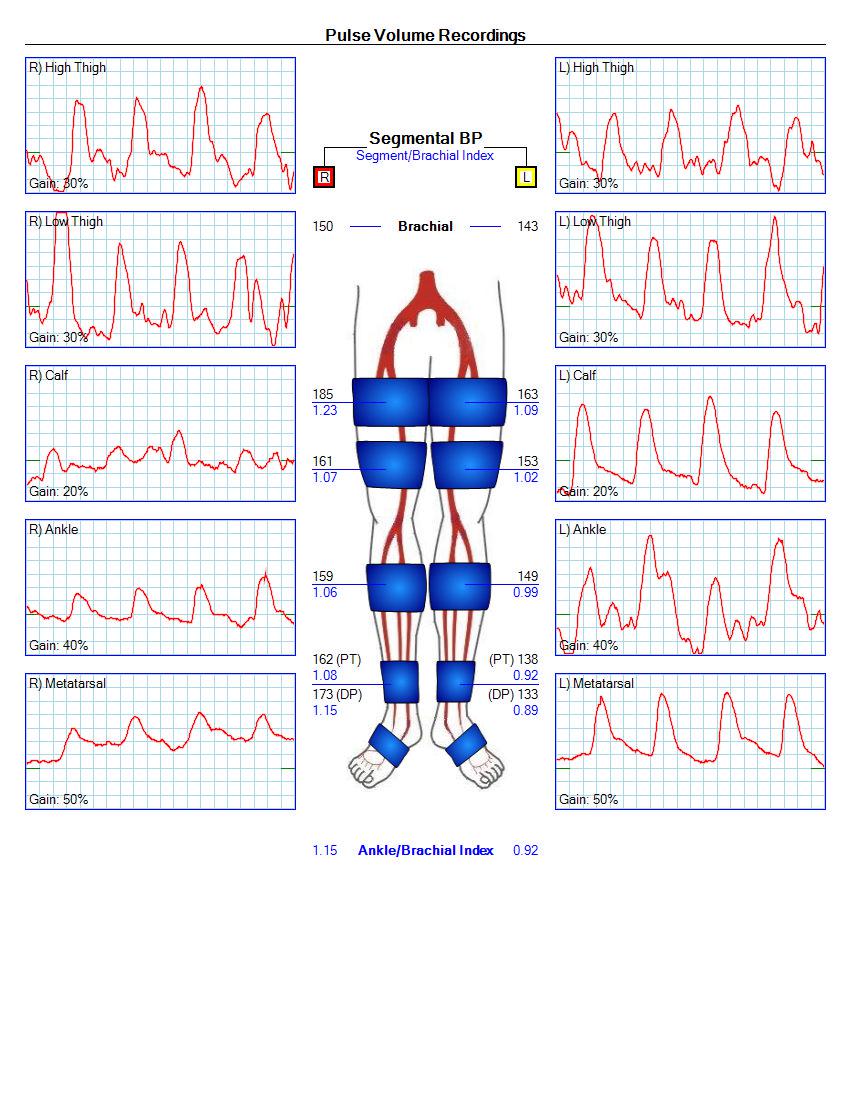 Pulse Volume Recordings
R) High Thigh
Gain: 30%
L) High Thigh
Gain: 30%
Segmental BP
Segment/Brachial Index
R
L
R) Low Thigh
Gain: 30%
150 Brachial 143
L) Low Thigh
Gain: 30%
R) Calf
Gain: 20%
185 163
1.23 1.09
161 153
1.07 1.02
L) Calf
Gain: 20%
R) Ankle
Gain: 40%
159 149
1.06 0.99
L) Ankle
Gain: 40%
162 (PT) (PT) 138
1.08 0.92
173 (DP) (DP) 133
1.15 0.89
R) Metatarsal
Gain: 50%
L) Metatarsal
Gain: 50%
1.15 Ankle/Brachial Index 0.92